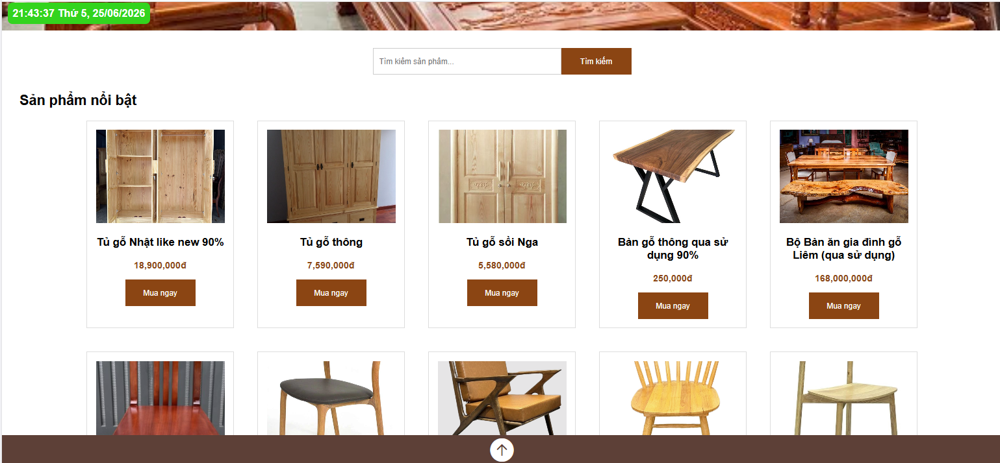 21:43:37 Thứ 5, 25/06/2026
Tìm kiếm sản phẩm...
Tìm kiếm
Sản phẩm nổi bật
Tủ gỗ Nhật like new 90%
18,900,000đ
Mua ngay
Tủ gỗ thông
7,590,000đ
Mua ngay
Tủ gỗ sồi Nga
5,580,000đ
Mua ngay
Bàn gỗ thông qua sử
dụng 90%
250,000đ
Mua ngay
Bộ Bàn ăn gia đình gỗ
Liêm (qua sử dụng)
168,000,000đ
Mua ngay